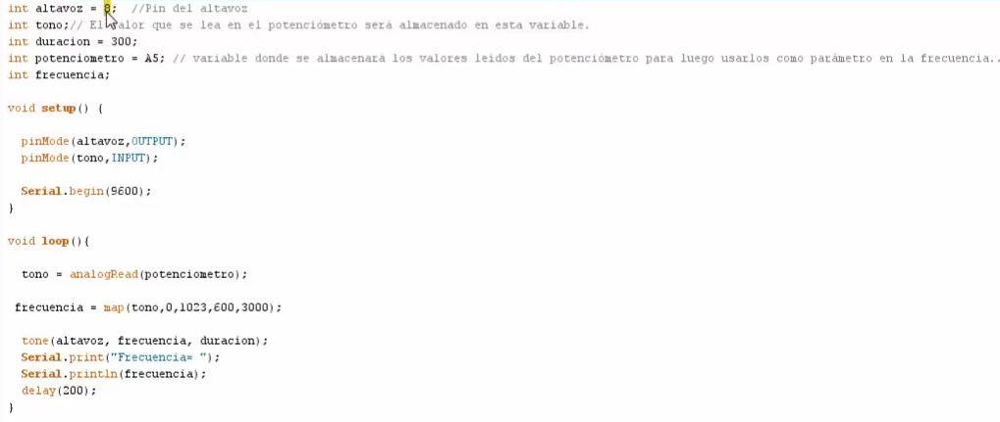 int altavoz = 8;  //Pin del altavoz
int tono;// El valor que se lea en el potenciómetro será almacenado en esta variable.
int duracion = 300;
int potenciometro = A5; // variable donde se almacenará los valores leidos del potenciómetro para luego usarlos como parámetro en la frecuencia..
int frecuencia;
void setup() {
pinMode(altavoz,OUTPUT);
pinMode(tono,INPUT);
Serial.begin(9600);
}
void loop(){
tono = analogRead(potenciometro);
frecuencia = map(tono,0,1023,600,3000);
tone(altavoz, frecuencia, duracion);
Serial.print("Frecuencia= ");
Serial.println(frecuencia);
delay(200);
}